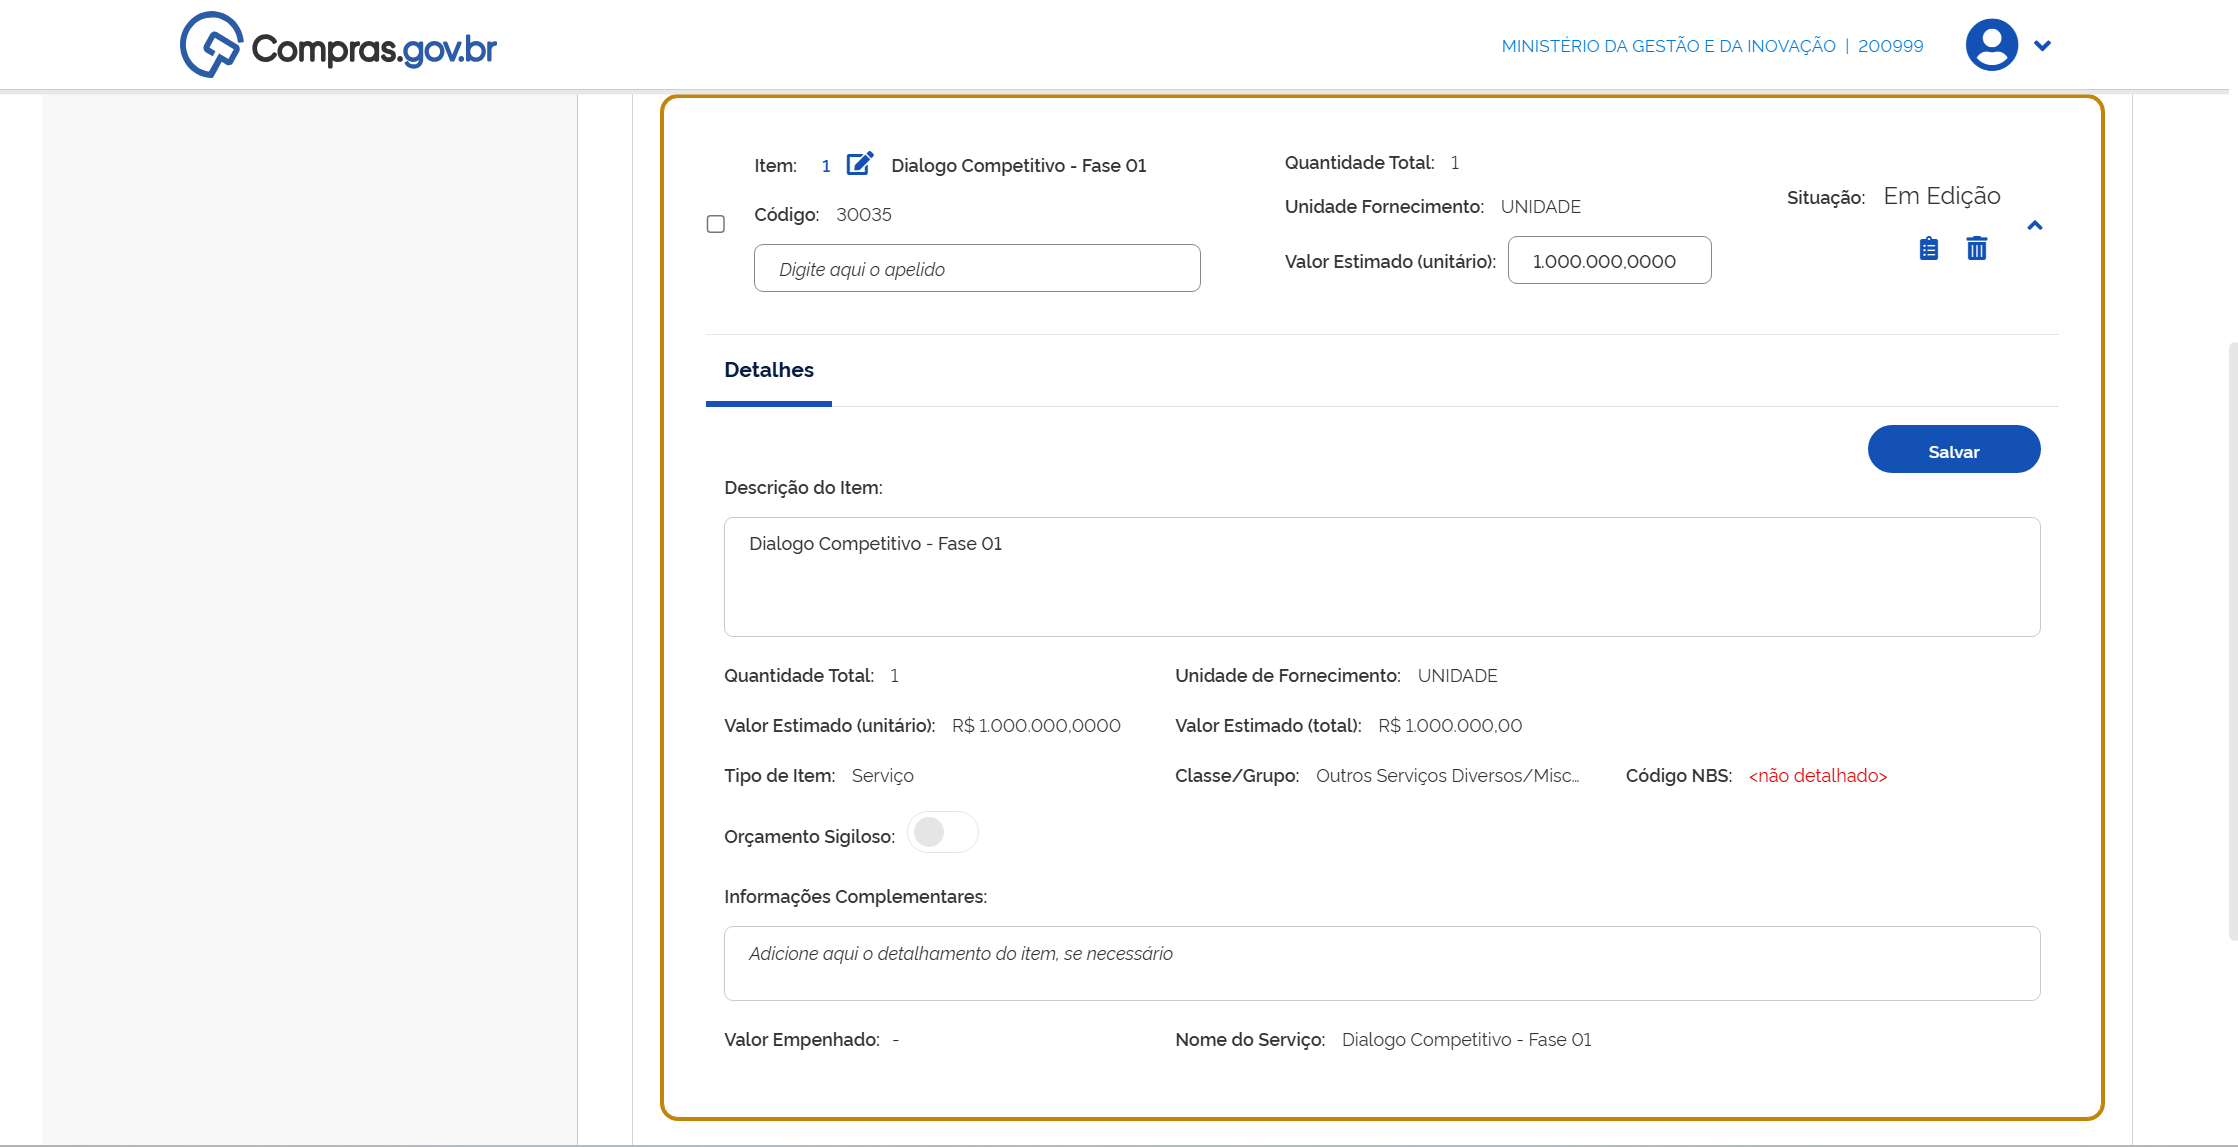 Compras.gov.br
MINISTÉRIO DA GESTÃO E DA INOVAÇÃO | 200999
Item: 1 Dialogo Competitivo - Fase 01
Código: 30035
Digite aqui o apelido
Quantidade Total: 1
Unidade Fornecimento: UNIDADE
Valor Estimado (unitário): 1.000.000,0000
Situação: Em Edição
Detalhes
Salvar
Descrição do Item:
Dialogo Competitivo - Fase 01
Quantidade Total: 1 Unidade de Fornecimento: UNIDADE
Valor Estimado (unitário): R$ 1.000.000,0000 Valor Estimado (total): R$ 1.000.000,00
Tipo de Item: Serviço Classe/Grupo: Outros Serviços Diversos/Misc... Código NBS: <não detalhado>
Orçamento Sigiloso:
Informações Complementares:
Adicione aqui o detalhamento do item, se necessário
Valor Empenhado: - Nome do Serviço: Dialogo Competitivo - Fase 01